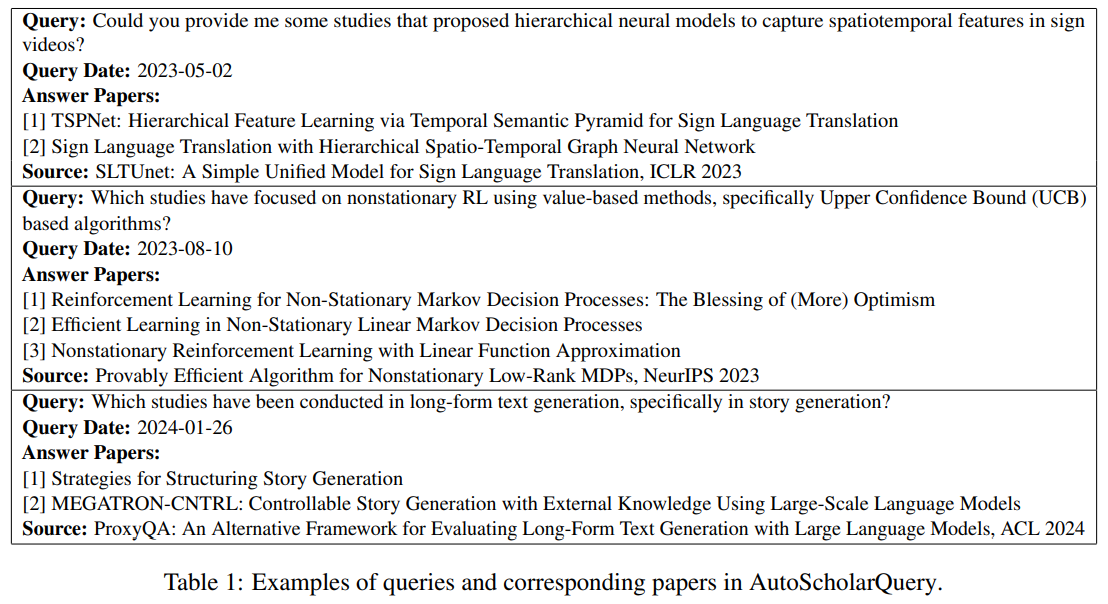 Query: Could you provide me some studies that proposed hierarchical neural models to capture spatiotemporal features in sign
videos?
Query Date: 2023-05-02
Answer Papers:
[1] TSPNet: Hierarchical Feature Learning via Temporal Semantic Pyramid for Sign Language Translation
[2] Sign Language Translation with Hierarchical Spatio-Temporal Graph Neural Network
Source: SLTUnet: A Simple Unified Model for Sign Language Translation, ICLR 2023
Query: Which studies have focused on nonstationary RL using value-based methods, specifically Upper Confidence Bound (UCB)
based algorithms?
Query Date: 2023-08-10
Answer Papers:
[1] Reinforcement Learning for Non-Stationary Markov Decision Processes: The Blessing of (More) Optimism
[2] Efficient Learning in Non-Stationary Linear Markov Decision Processes
[3] Nonstationary Reinforcement Learning with Linear Function Approximation
Source: Provably Efficient Algorithm for Nonstationary Low-Rank MDPs, NeurIPS 2023
Query: Which studies have been conducted in long-form text generation, specifically in story generation?
Query Date: 2024-01-26
Answer Papers:
[1] Strategies for Structuring Story Generation
[2] MEGATRON-CNTRL: Controllable Story Generation with External Knowledge Using Large-Scale Language Models
Source: ProxyQA: An Alternative Framework for Evaluating Long-Form Text Generation with Large Language Models, ACL 2024
Table 1: Examples of queries and corresponding papers in AutoScholarQuery.